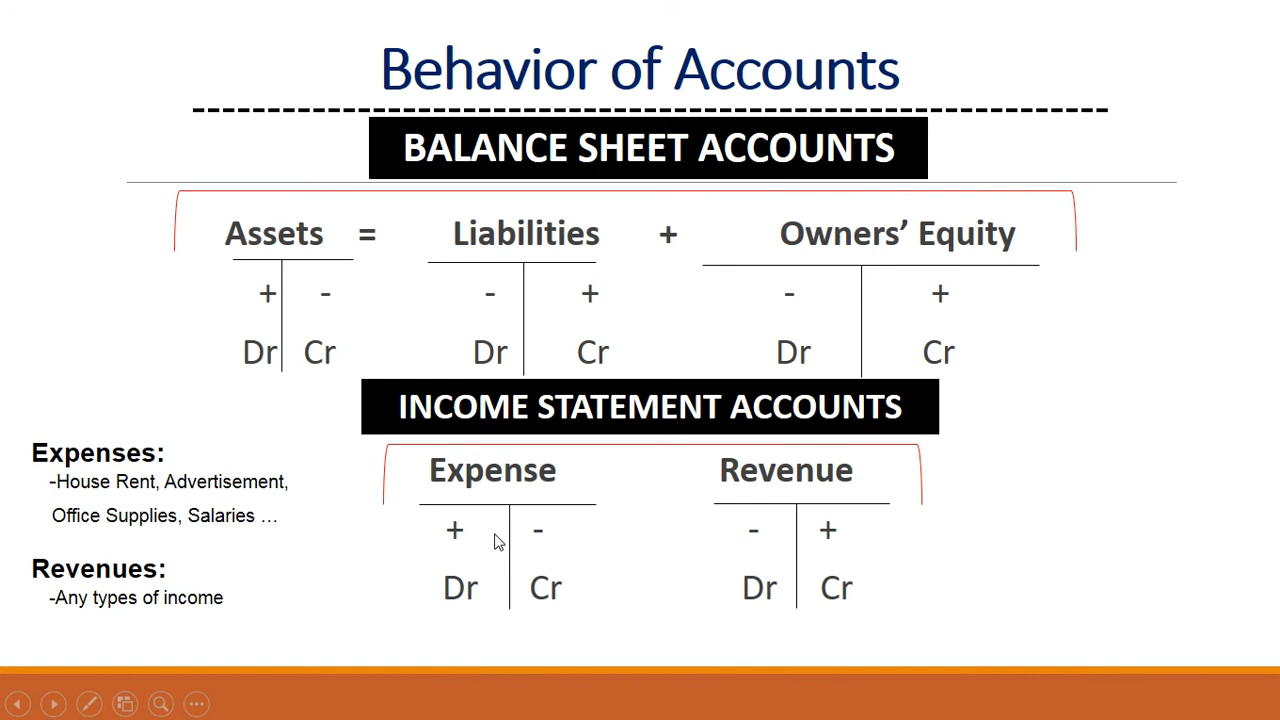 Behavior of Accounts
BALANCE SHEET ACCOUNTS
Assets = Liabilities + Owners’ Equity
+ - - + - +
Dr Cr Dr Cr Dr Cr
INCOME STATEMENT ACCOUNTS
Expenses:
-House Rent, Advertisement,
Office Supplies, Salaries …
Revenues:
-Any types of income
Expense Revenue
+ - - +
Dr Cr Dr Cr